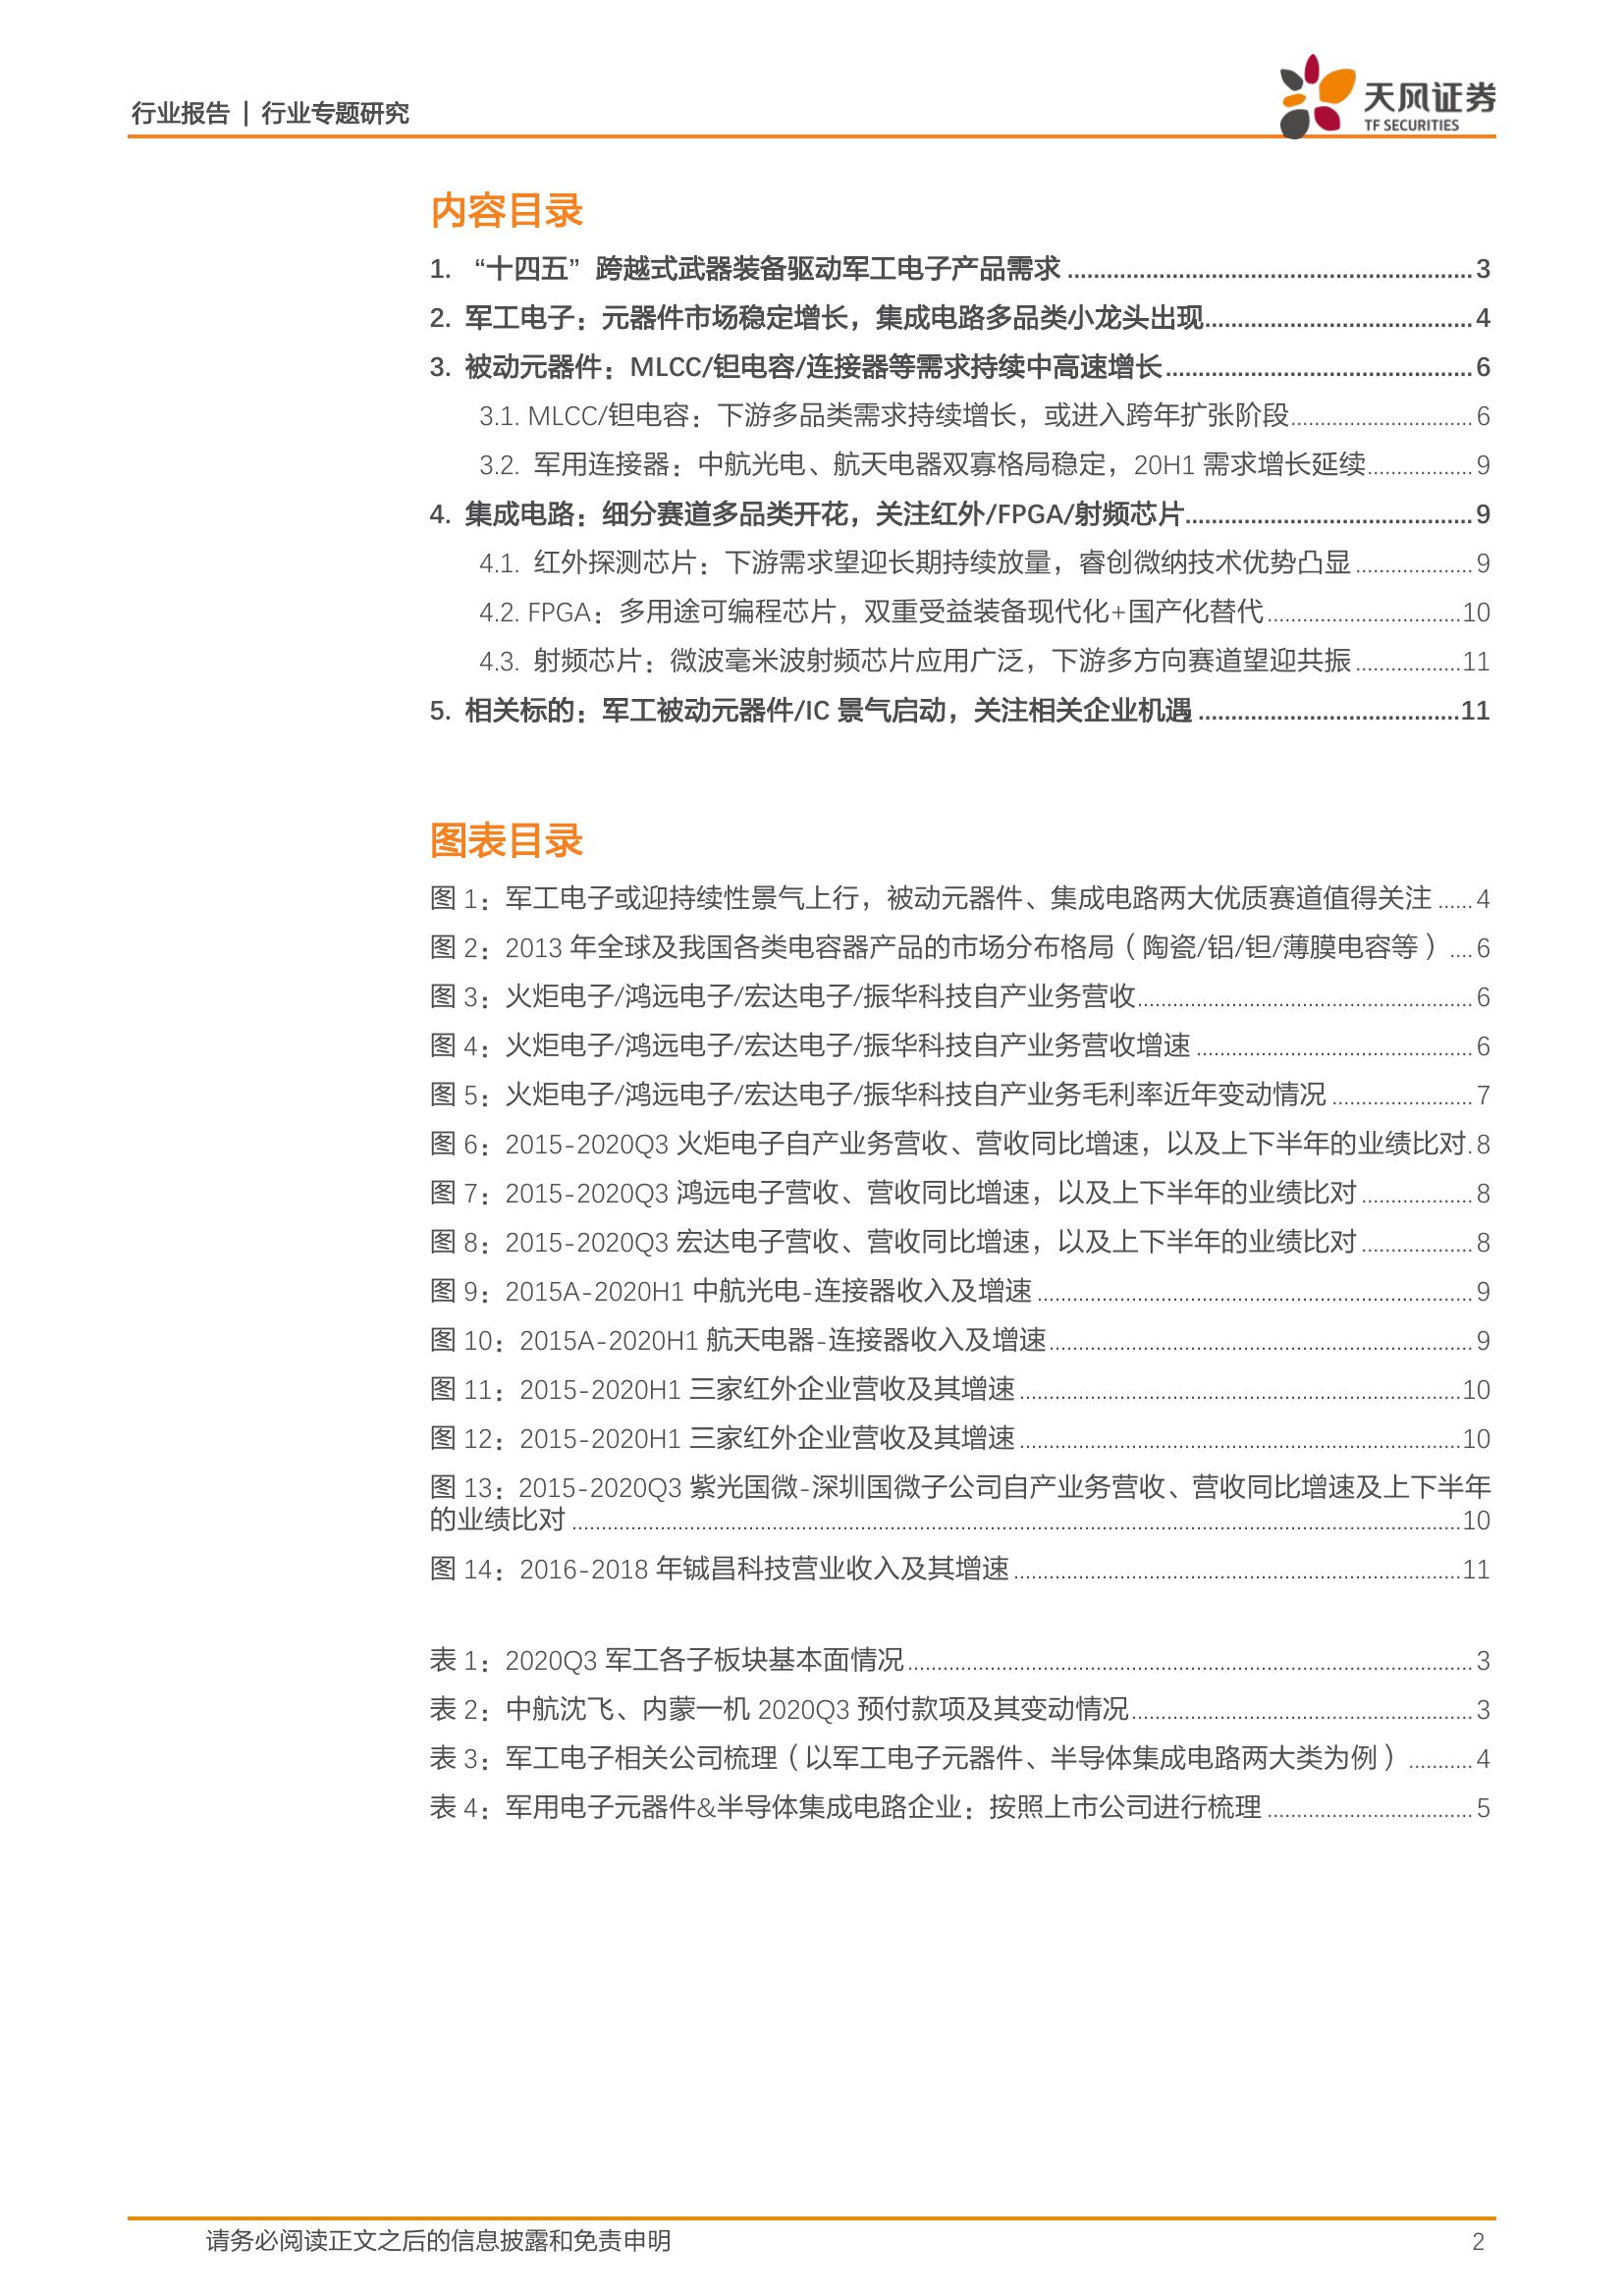 行业报告 | 行业专题研究
天风证券
TF SECURITIES
内容目录
1. “十四五”跨越式武器装备驱动军工电子产品需求 3
2. 军工电子：元器件市场稳定增长，集成电路多品类小龙头出现 4
3. 被动元器件：MLCC/钽电容/连接器等需求持续中高速增长 6
3.1. MLCC/钽电容：下游多品类需求持续增长，或进入跨年扩张阶段 6
3.2. 军用连接器：中航光电、航天电器双寡格局稳定，20H1 需求增长延续 9
4. 集成电路：细分赛道多品类开花，关注红外/FPGA/射频芯片 9
4.1. 红外探测芯片：下游需求望迎长期持续放量，睿创微纳技术优势凸显 9
4.2. FPGA：多用途可编程芯片，双重受益装备现代化+国产化替代 10
4.3. 射频芯片：微波毫米波射频芯片应用广泛，下游多方向赛道望迎共振 11
5. 相关标的：军工被动元器件/IC 景气启动，关注相关企业机遇 11
图表目录
图 1：军工电子或迎持续性景气上行，被动元器件、集成电路两大优质赛道值得关注 4
图 2：2013 年全球及我国各类电容器产品的市场分布格局（陶瓷/铝/钽/薄膜电容等） 6
图 3：火炬电子/鸿远电子/宏达电子/振华科技自产业务营收 6
图 4：火炬电子/鸿远电子/宏达电子/振华科技自产业务营收增速 6
图 5：火炬电子/鸿远电子/宏达电子/振华科技自产业务毛利率近年变动情况 7
图 6：2015-2020Q3 火炬电子自产业务营收、营收同比增速，以及上下半年的业绩比对 8
图 7：2015-2020Q3 鸿远电子营收、营收同比增速，以及上下半年的业绩比对 8
图 8：2015-2020Q3 宏达电子营收、营收同比增速，以及上下半年的业绩比对 8
图 9：2015A-2020H1 中航光电-连接器收入及增速 9
图 10：2015A-2020H1 航天电器-连接器收入及增速 9
图 11：2015-2020H1 三家红外企业营收及其增速 10
图 12：2015-2020H1 三家红外企业营收及其增速 10
图 13：2015-2020Q3 紫光国微-深圳国微子公司自产业务营收、营收同比增速及上下半年
的业绩比对 10
图 14：2016-2018 年铖昌科技营业收入及其增速 11
表 1：2020Q3 军工各子板块基本面情况 3
表 2：中航沈飞、内蒙一机 2020Q3 预付款项及其变动情况 3
表 3：军工电子相关公司梳理（以军工电子元器件、半导体集成电路两大类为例） 4
表 4：军用电子元器件&半导体集成电路企业：按照上市公司进行梳理 5
请务必阅读正文之后的信息披露和免责申明 2